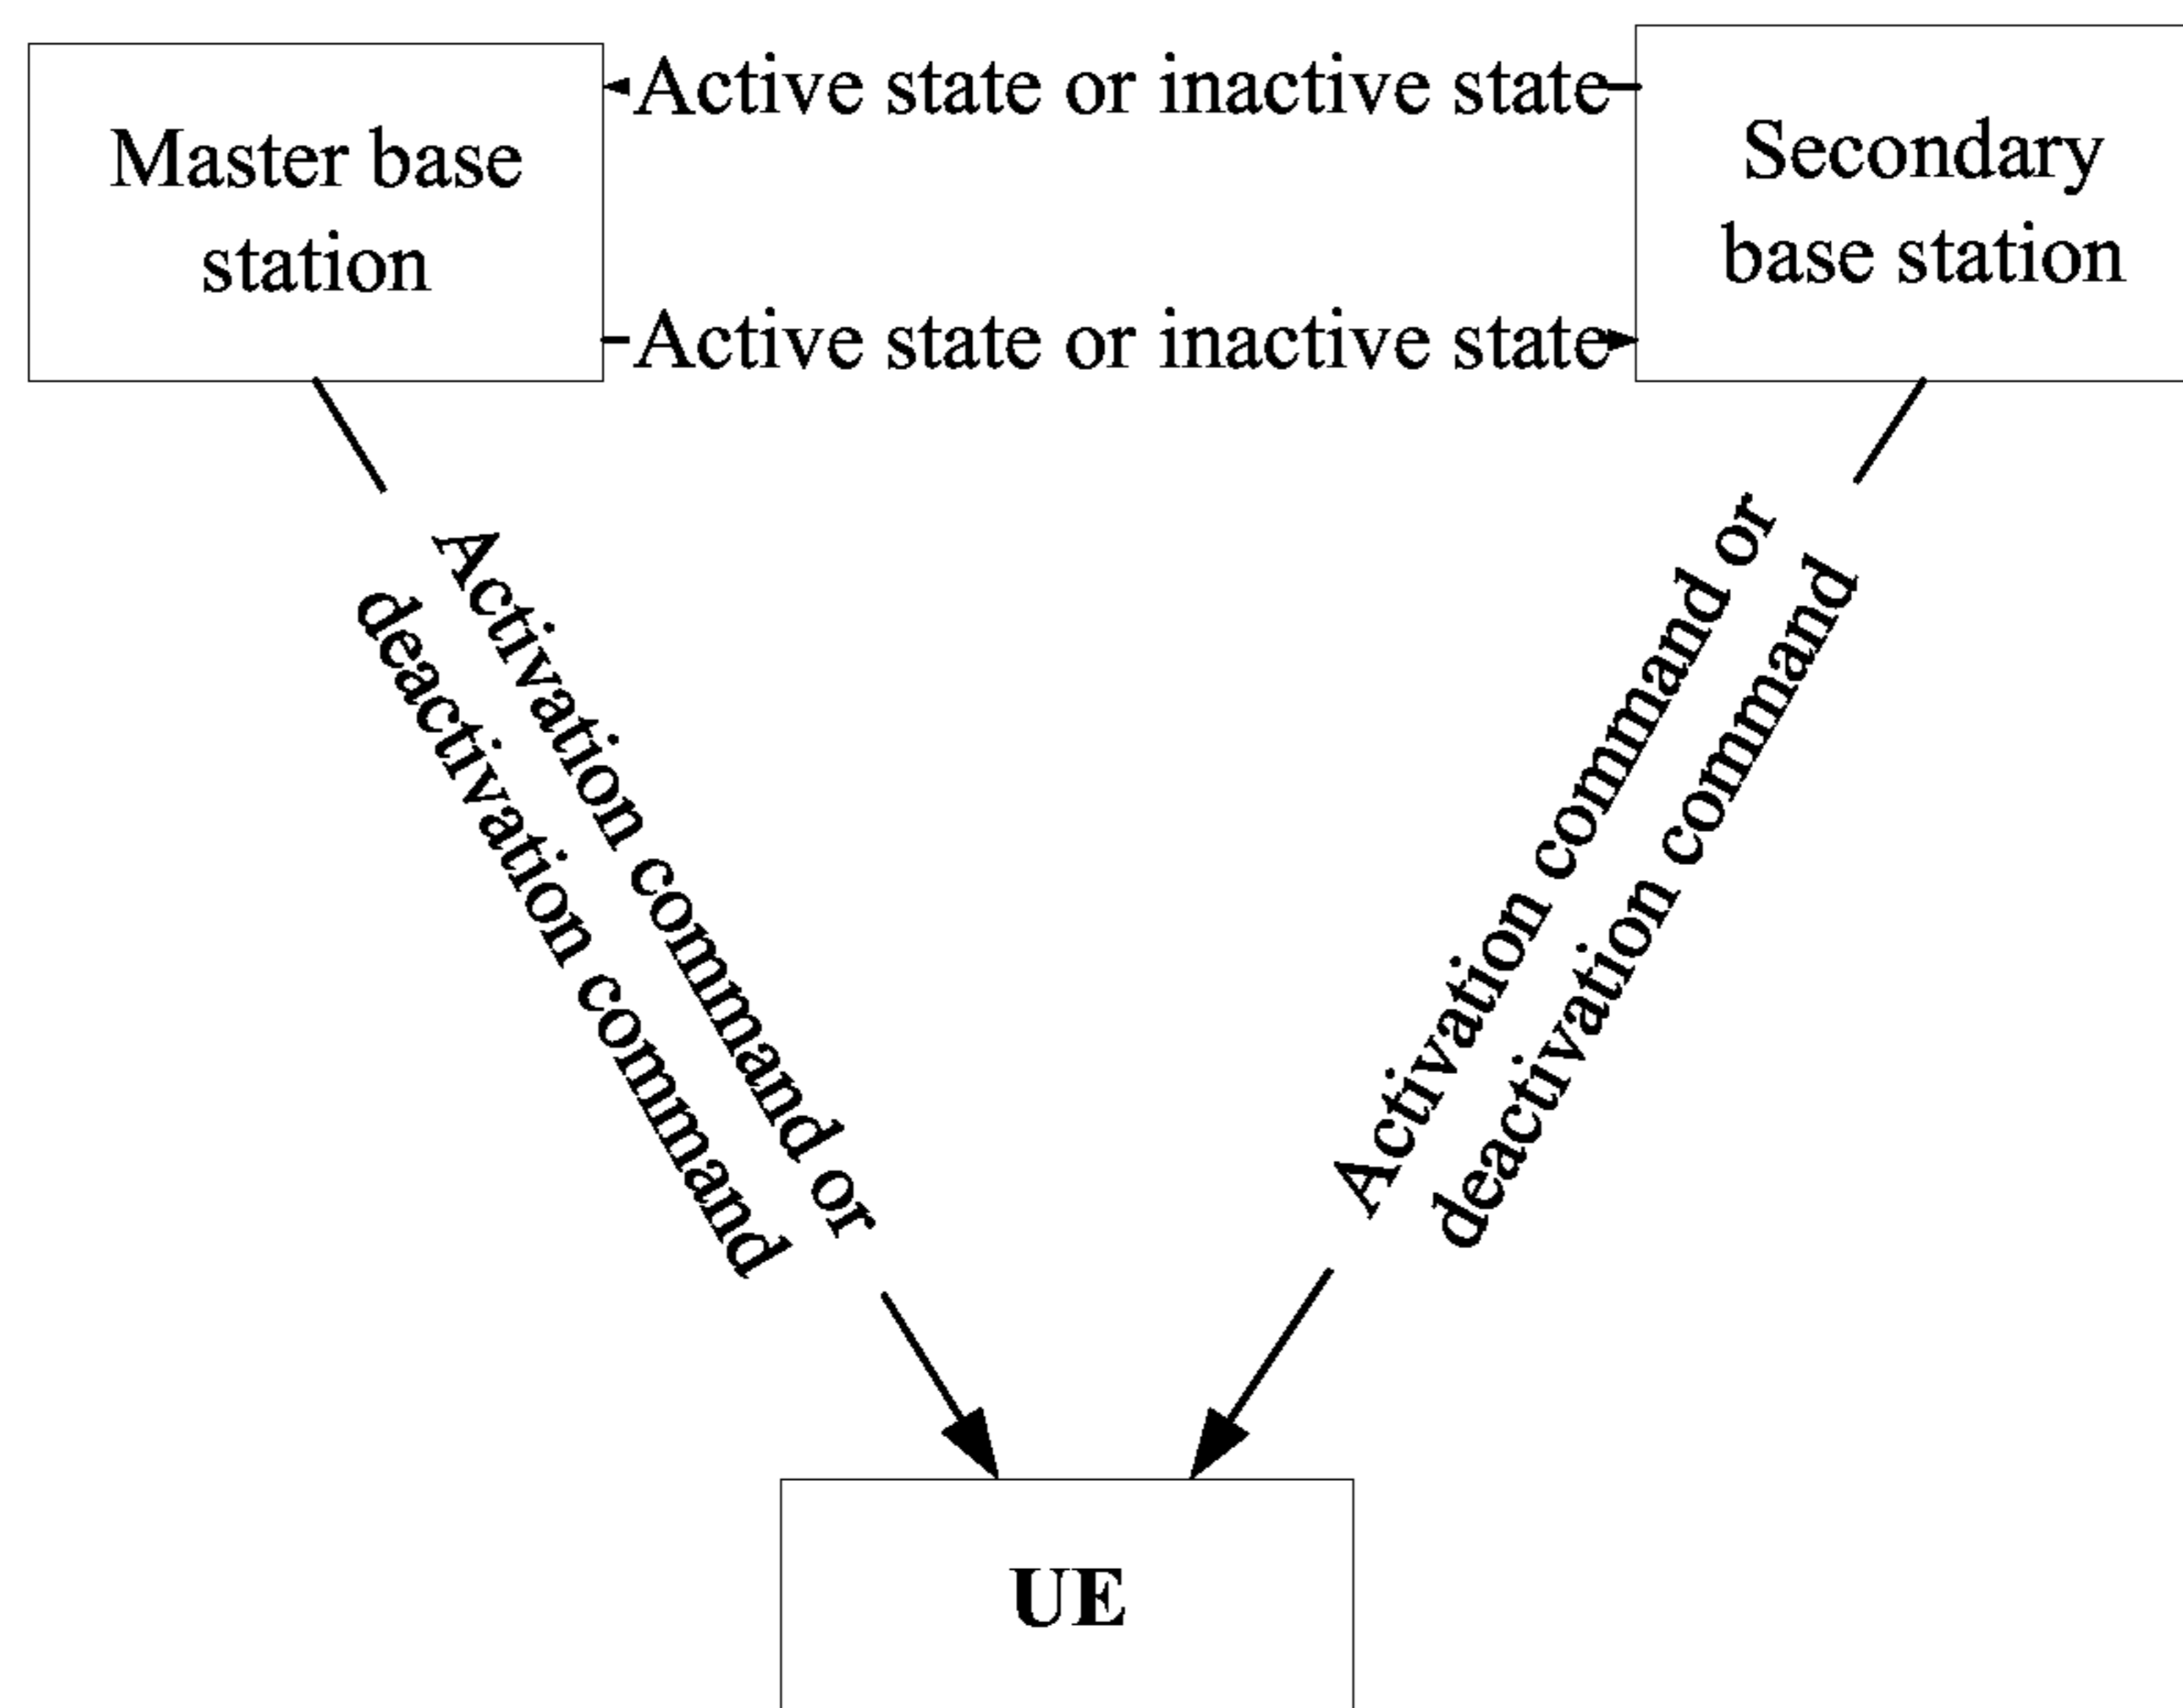 Master base
station
Active state or inactive state
Secondary
base station
Active state or inactive state
Activation command or
deactivation command
Activation command or
deactivation command
UE